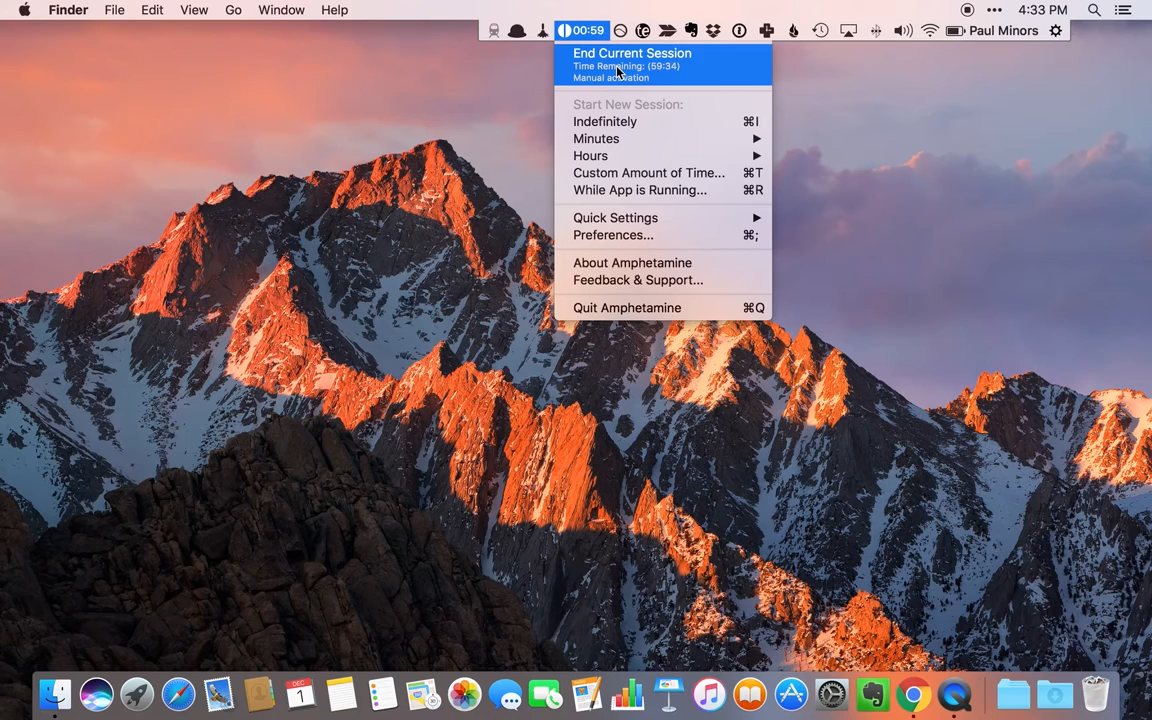 Finder File Edit View Go Window Help 4:33 PM
00:59 Paul Minors
End Current Session
Time Remaining: (59:34)
Manual activation
Start New Session:
Indefinitely ⌘I
Minutes
Hours
Custom Amount of Time... ⌘T
While App is Running... ⌘R
Quick Settings
Preferences... ⌘;
About Amphetamine
Feedback & Support...
Quit Amphetamine ⌘Q
DEC
1